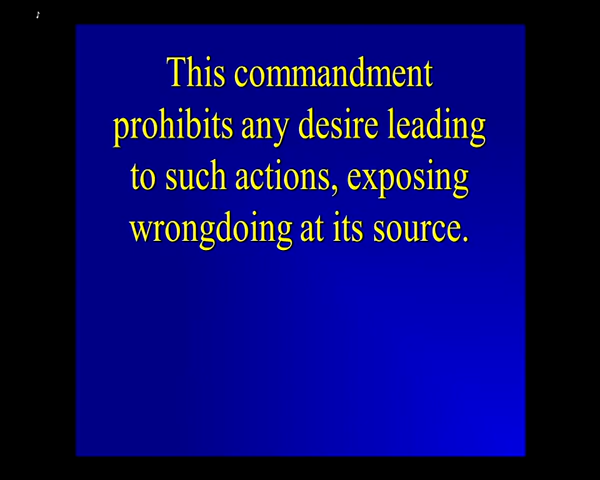 This commandment
prohibits any desire leading
to such actions, exposing
wrongdoing at its source.